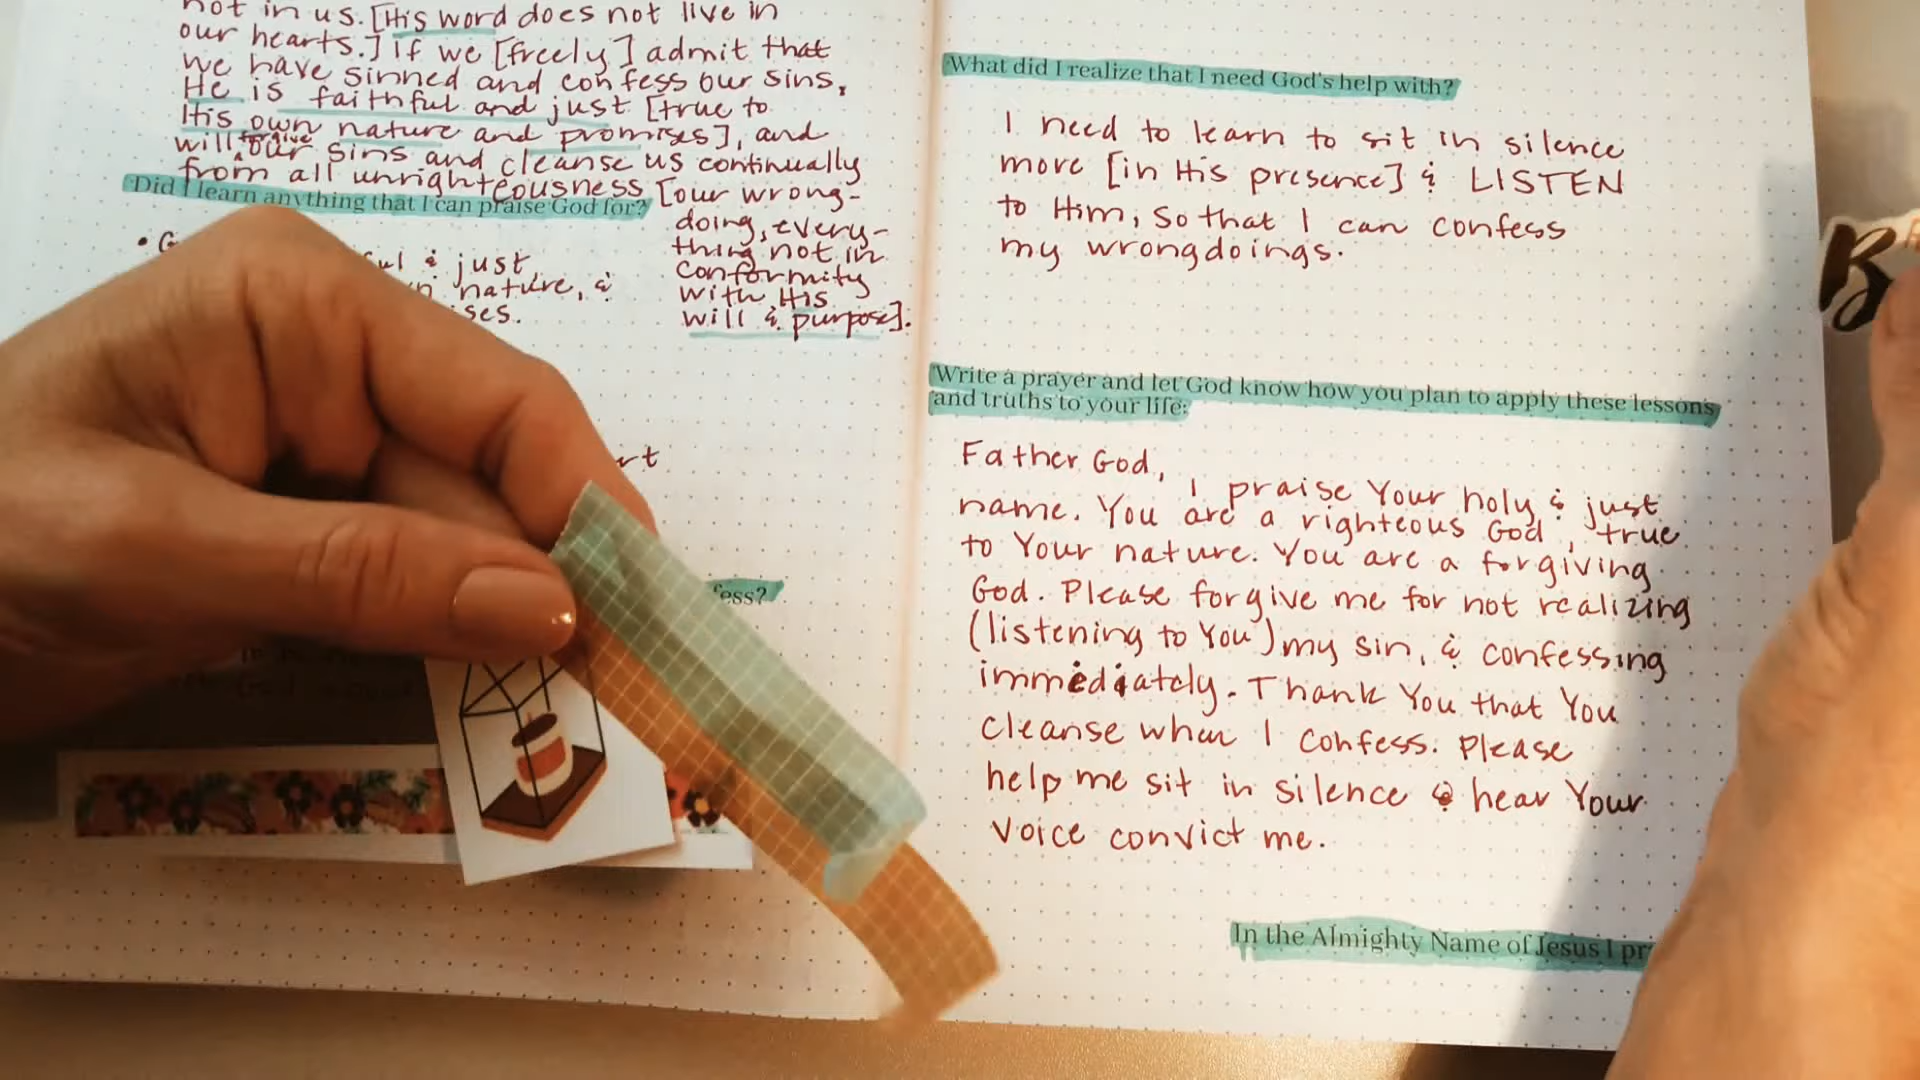 not in us. [His word does not live in
our hearts.] If we [freely] admit that
we have sinned and confess our sins,
He is faithful and just [true to
His own nature and promises], and
will forgive our sins and cleanse us continually
from all unrighteousness [our wrong-
doing, every-
thing not in
conformity
with His
will & purpose].
Did I learn anything that I can praise God for?
& just
nature, &
What did I realize that I need God's help with?
I need to learn to sit in silence
more [in His presence] & LISTEN
to Him, so that I can confess
my wrongdoings.
Write a prayer and let God know how you plan to apply these lessons
and truths to your life:
Father God,
I praise Your holy & just
name. You are a righteous God, true
to Your nature. You are a forgiving
God. Please forgive me for not realizing
(listening to You) my sin, & confessing
immediately. Thank You that You
cleanse when I confess. Please
help me sit in silence & hear Your
voice convict me.
In the Almighty Name of Jesus I